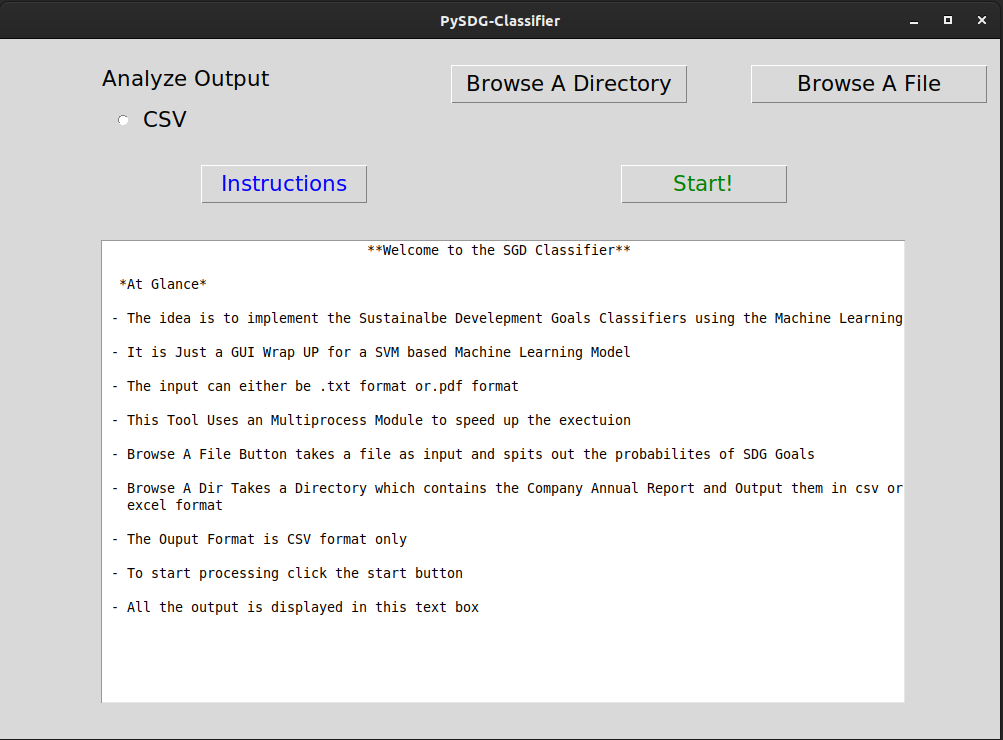 PySDG-Classifier
Analyze Output
Browse A Directory
Browse A File
CSV
Instructions
Start!
**Welcome to the SGD Classifier**
*At Glance*
- The idea is to implement the Sustainalbe Develepment Goals Classifiers using the Machine Learning
- It is Just a GUI Wrap UP for a SVM based Machine Learning Model
- The input can either be .txt format or.pdf format
- This Tool Uses an Multiprocess Module to speed up the exectuion
- Browse A File Button takes a file as input and spits out the probabilites of SDG Goals
- Browse A Dir Takes a Directory which contains the Company Annual Report and Output them in csv or
excel format
- The Ouput Format is CSV format only
- To start processing click the start button
- All the output is displayed in this text box